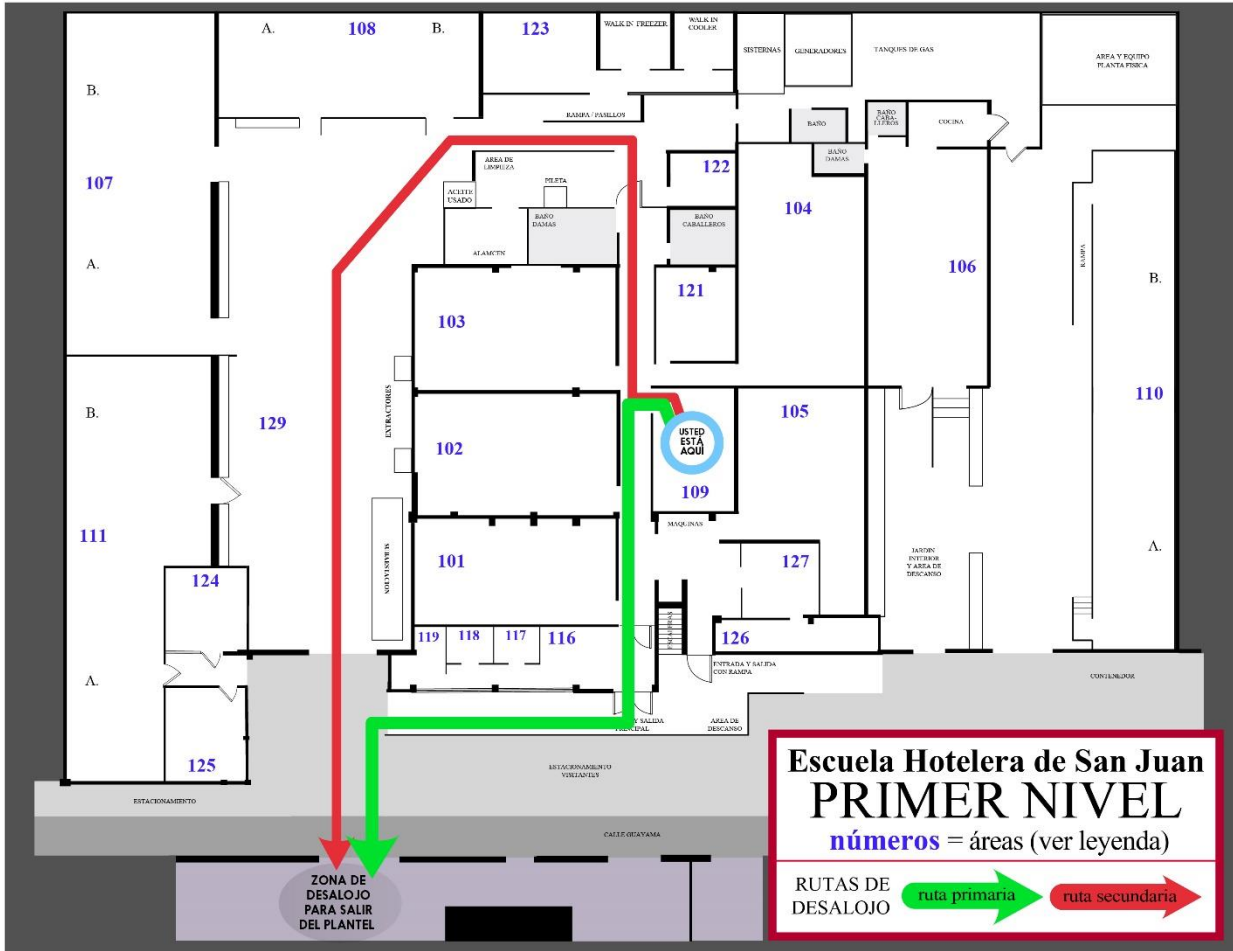 A.
108
B.
123
WALK IN FREEZER
WALK IN
COOLER
SISTERNAS
GENERADORES
TANQUES DE GAS
AREA Y EQUIPO
PLANTA FISICA
B.
RAMPA / PASILLOS
BAÑO
BAÑO
CABA-
LLEROS
COCINA
AREA DE
LIMPIEZA
BAÑO
DAMAS
107
ACEITE
USADO
PILETA
122
104
BAÑO
DAMAS
BAÑO
CABALLEROS
ALAMCEN
A.
106
RAMPA
B.
103
121
EXTRACTORES
B.
129
102
USTED
ESTÁ
AQUÍ
105
110
109
111
SUBAESTACION
101
MAQUINAS
127
JARDIN
INTERIOR
Y AREA DE
DESCANSO
A.
124
119
118
117
116
ESCALERAS
126
A.
ENTRADA Y SALIDA
CON RAMPA
CONTENEDOR
Y SALIDA
PRINCIPAL
AREA DE
DESCANSO
125
ESTACIONAMIENTO
VISITANTES
ESTACIONAMIENTO
CALLE GUAYAMA
ZONA DE
DESALOJO
PARA SALIR
DEL PLANTEL
Escuela Hotelera de San Juan
PRIMER NIVEL
números = áreas (ver leyenda)
RUTAS DE
DESALOJO
ruta primaria
ruta secundaria